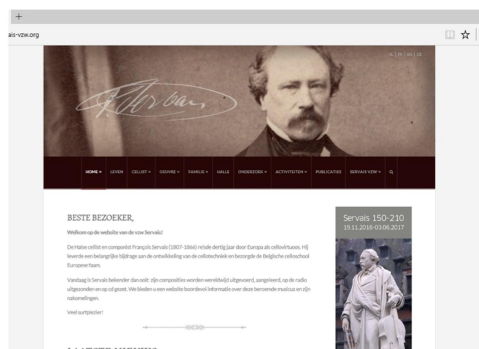 ais-vzw.org
NL | FR | EN | DE
HOME LEVEN CELLIST OEUVRE FAMILIE HALLE ONDERZOEK ACTIVITEITEN PUBLICATIES SERVAIS VZW
BESTE BEZOEKER,
Welkom op de website van de vzw Servais!
De Halse cellist en componist François Servais (1807-1866) reisde dertig jaar door Europa als cellovirtuoos. Hij
leverde een belangrijke bijdrage aan de ontwikkeling van de cellotechniek en bezorgde de Belgische celloschool
Europese faam.
Vandaag is Servais bekender dan ooit: zijn composities worden wereldwijd uitgevoerd, aangeleerd, op de radio
uitgezonden en op cd gezet. We bieden u een website boordevol informatie over deze beroemde musicus en zijn
nakomelingen.
Veel surfplezier!
Servais 150-210
19.11.2016-03.06.2017